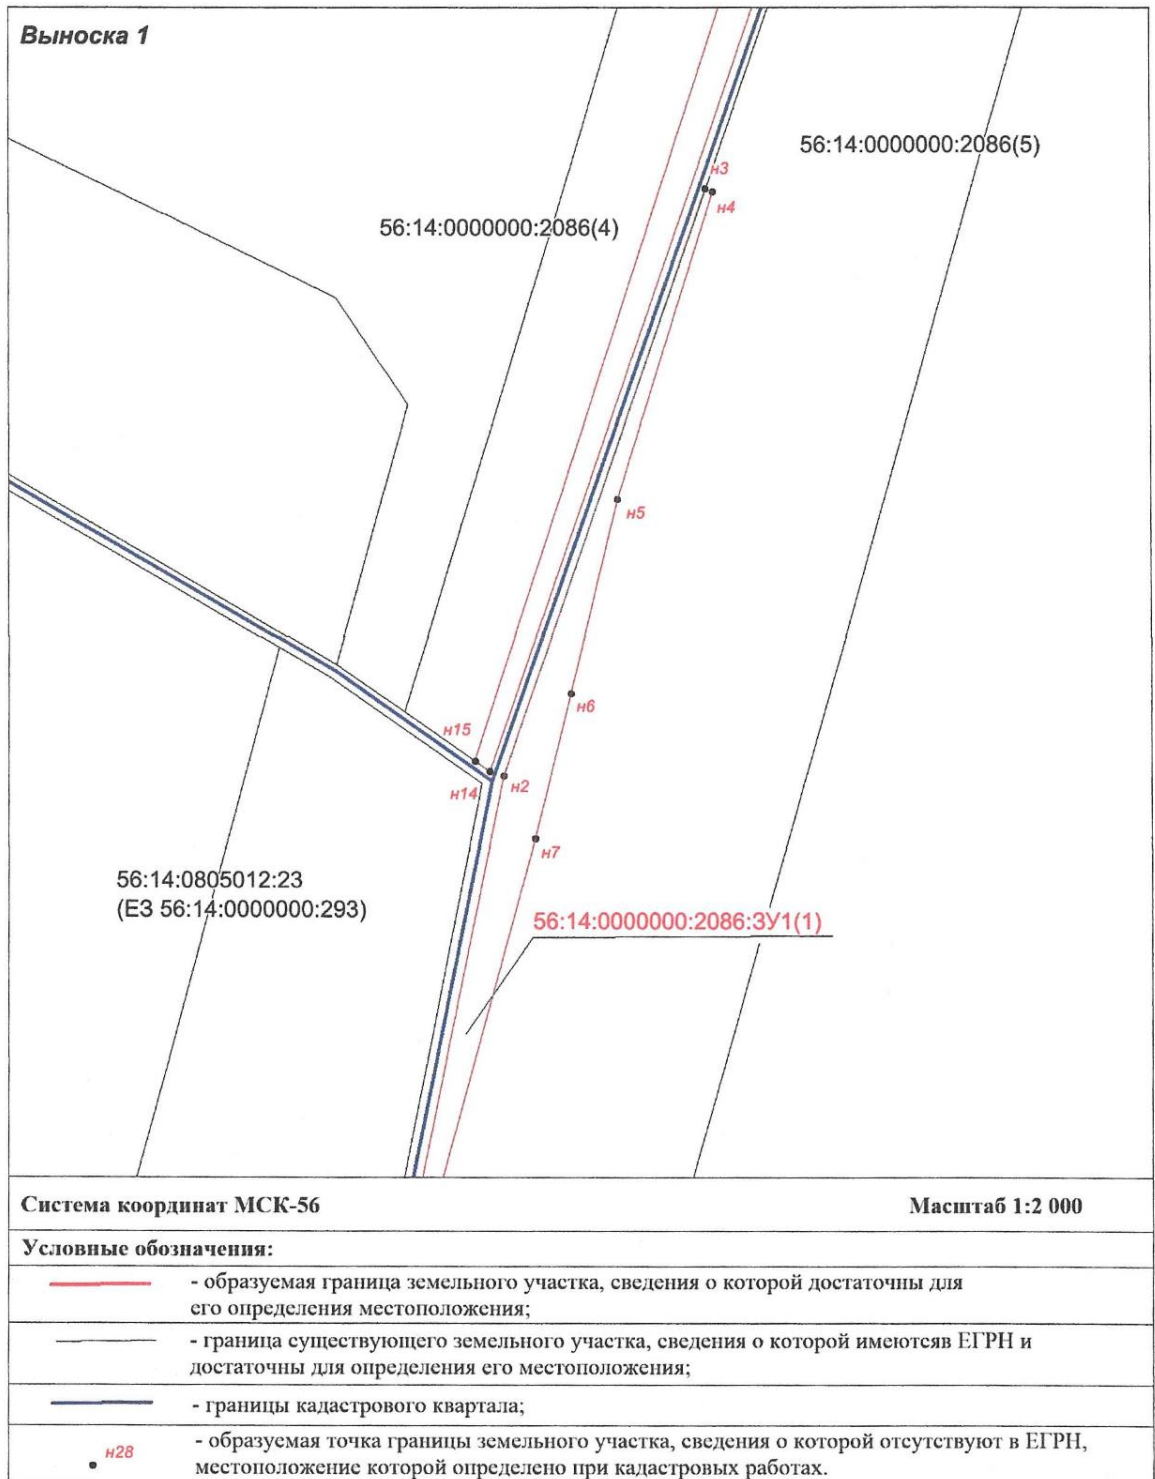 Выноска 1
56:14:0000000:2086(5)
н3
н4
56:14:0000000:2086(4)
н5
н6
н15
н14
н2
н7
56:14:0805012:23
(ЕЗ 56:14:0000000:293)
56:14:0000000:2086:ЗУ1(1)
Система координат МСК-56
Масштаб 1:2 000
Условные обозначения:
- образуемая граница земельного участка, сведения о которой достаточны для
его определения местоположения;
- граница существующего земельного участка, сведения о которой имеютсяв ЕГРН и
достаточны для определения его местоположения;
- границы кадастрового квартала;
н28
- образуемая точка границы земельного участка, сведения о которой отсутствуют в ЕГРН,
местоположение которой определено при кадастровых работах.